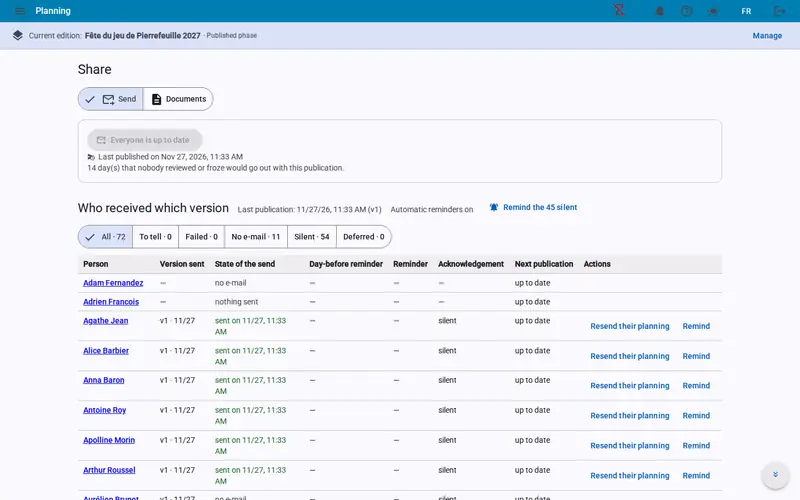 Planning
FR
Current edition: Fête du jeu de Pierrefeuille 2027 · Published phase
Manage
Share
Send
Documents
Everyone is up to date
Last published on Nov 27, 2026, 11:33 AM
14 day(s) that nobody reviewed or froze would go out with this publication.
Who received which version
Last publication: 11/27/26, 11:33 AM (v1)
Automatic reminders on
Remind the 45 silent
All · 72
To tell · 0
Failed · 0
No e-mail · 11
Silent · 54
Deferred · 0
Person Version sent State of the send Day-before reminder Reminder Acknowledgement Next publication Actions
Adam Fernandez — no e-mail — — — up to date
Adrien François — nothing sent — — — up to date
Agathe Jean v1 · 11/27 sent on 11/27, 11:33 AM — — silent up to date Resend their planning Remind
Alice Barbier v1 · 11/27 sent on 11/27, 11:33 AM — — silent up to date Resend their planning Remind
Anna Baron v1 · 11/27 sent on 11/27, 11:33 AM — — silent up to date Resend their planning Remind
Antoine Roy v1 · 11/27 sent on 11/27, 11:33 AM — — silent up to date Resend their planning Remind
Apolline Morin v1 · 11/27 sent on 11/27, 11:33 AM — — silent up to date Resend their planning Remind
Arthur Roussel v1 · 11/27 sent on 11/27, 11:33 AM — — silent up to date Resend their planning Remind
Aurélien Brunot — no e-mail — — — up to date